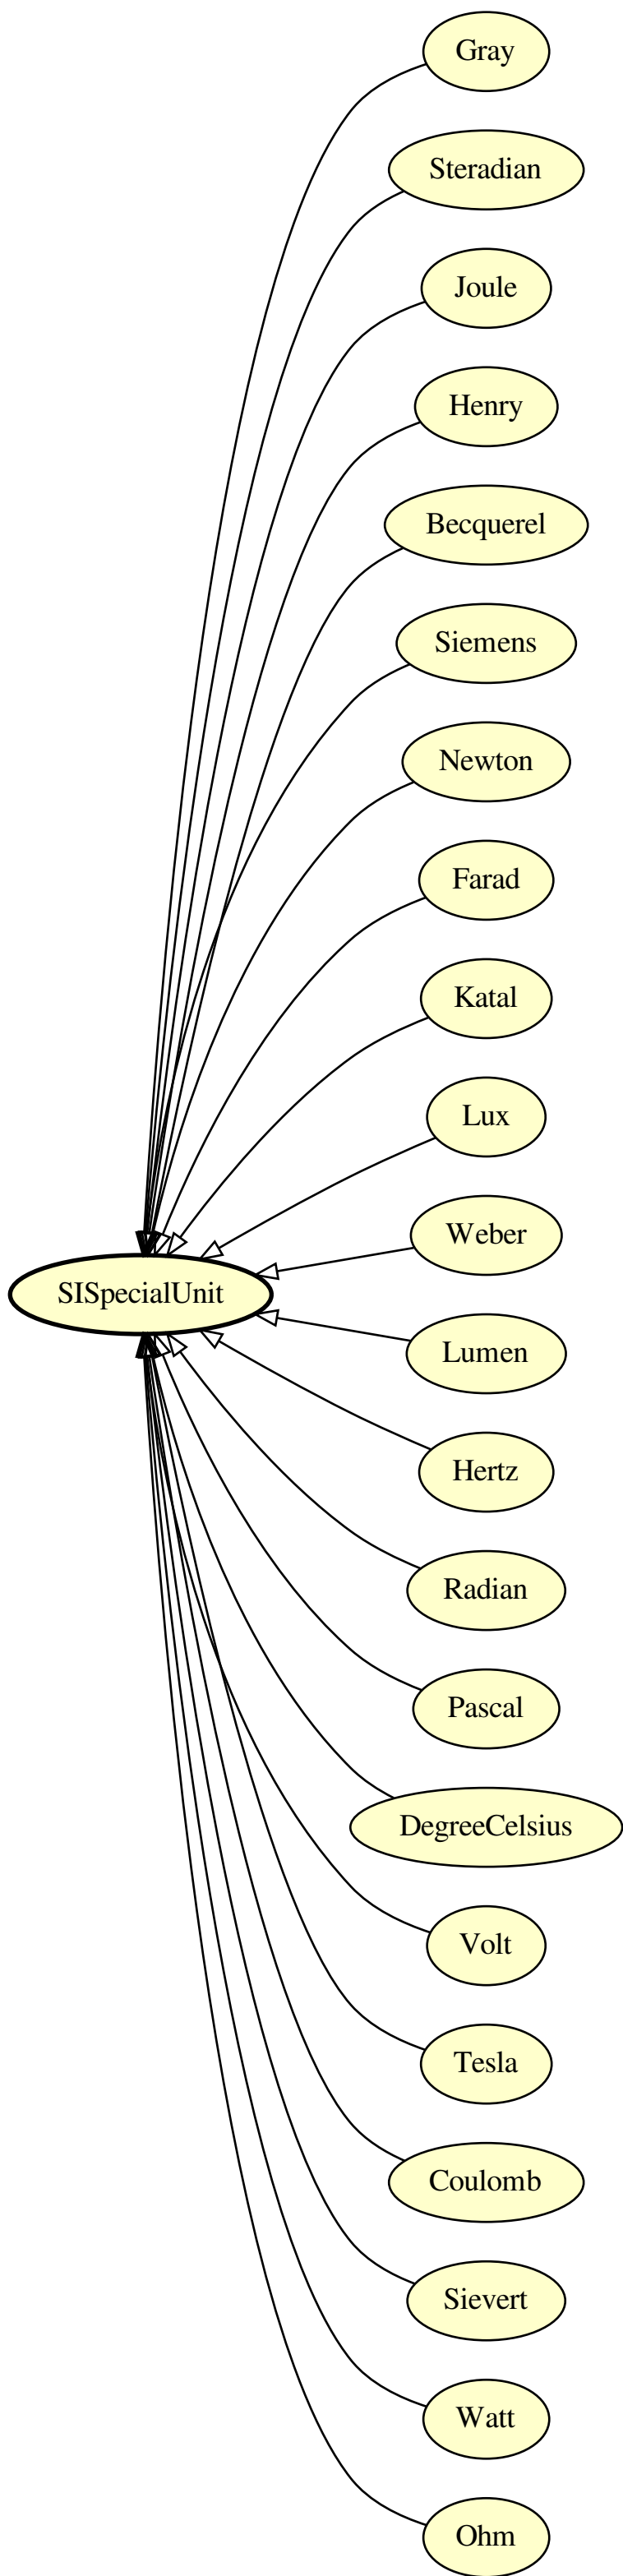 Gray
Steradian
Joule
Henry
Becquerel
Siemens
Newton
Farad
Katal
Lux
Weber
SISpecialUnit
Lumen
Hertz
Radian
Pascal
DegreeCelsius
Volt
Tesla
Coulomb
Sievert
Watt
Ohm